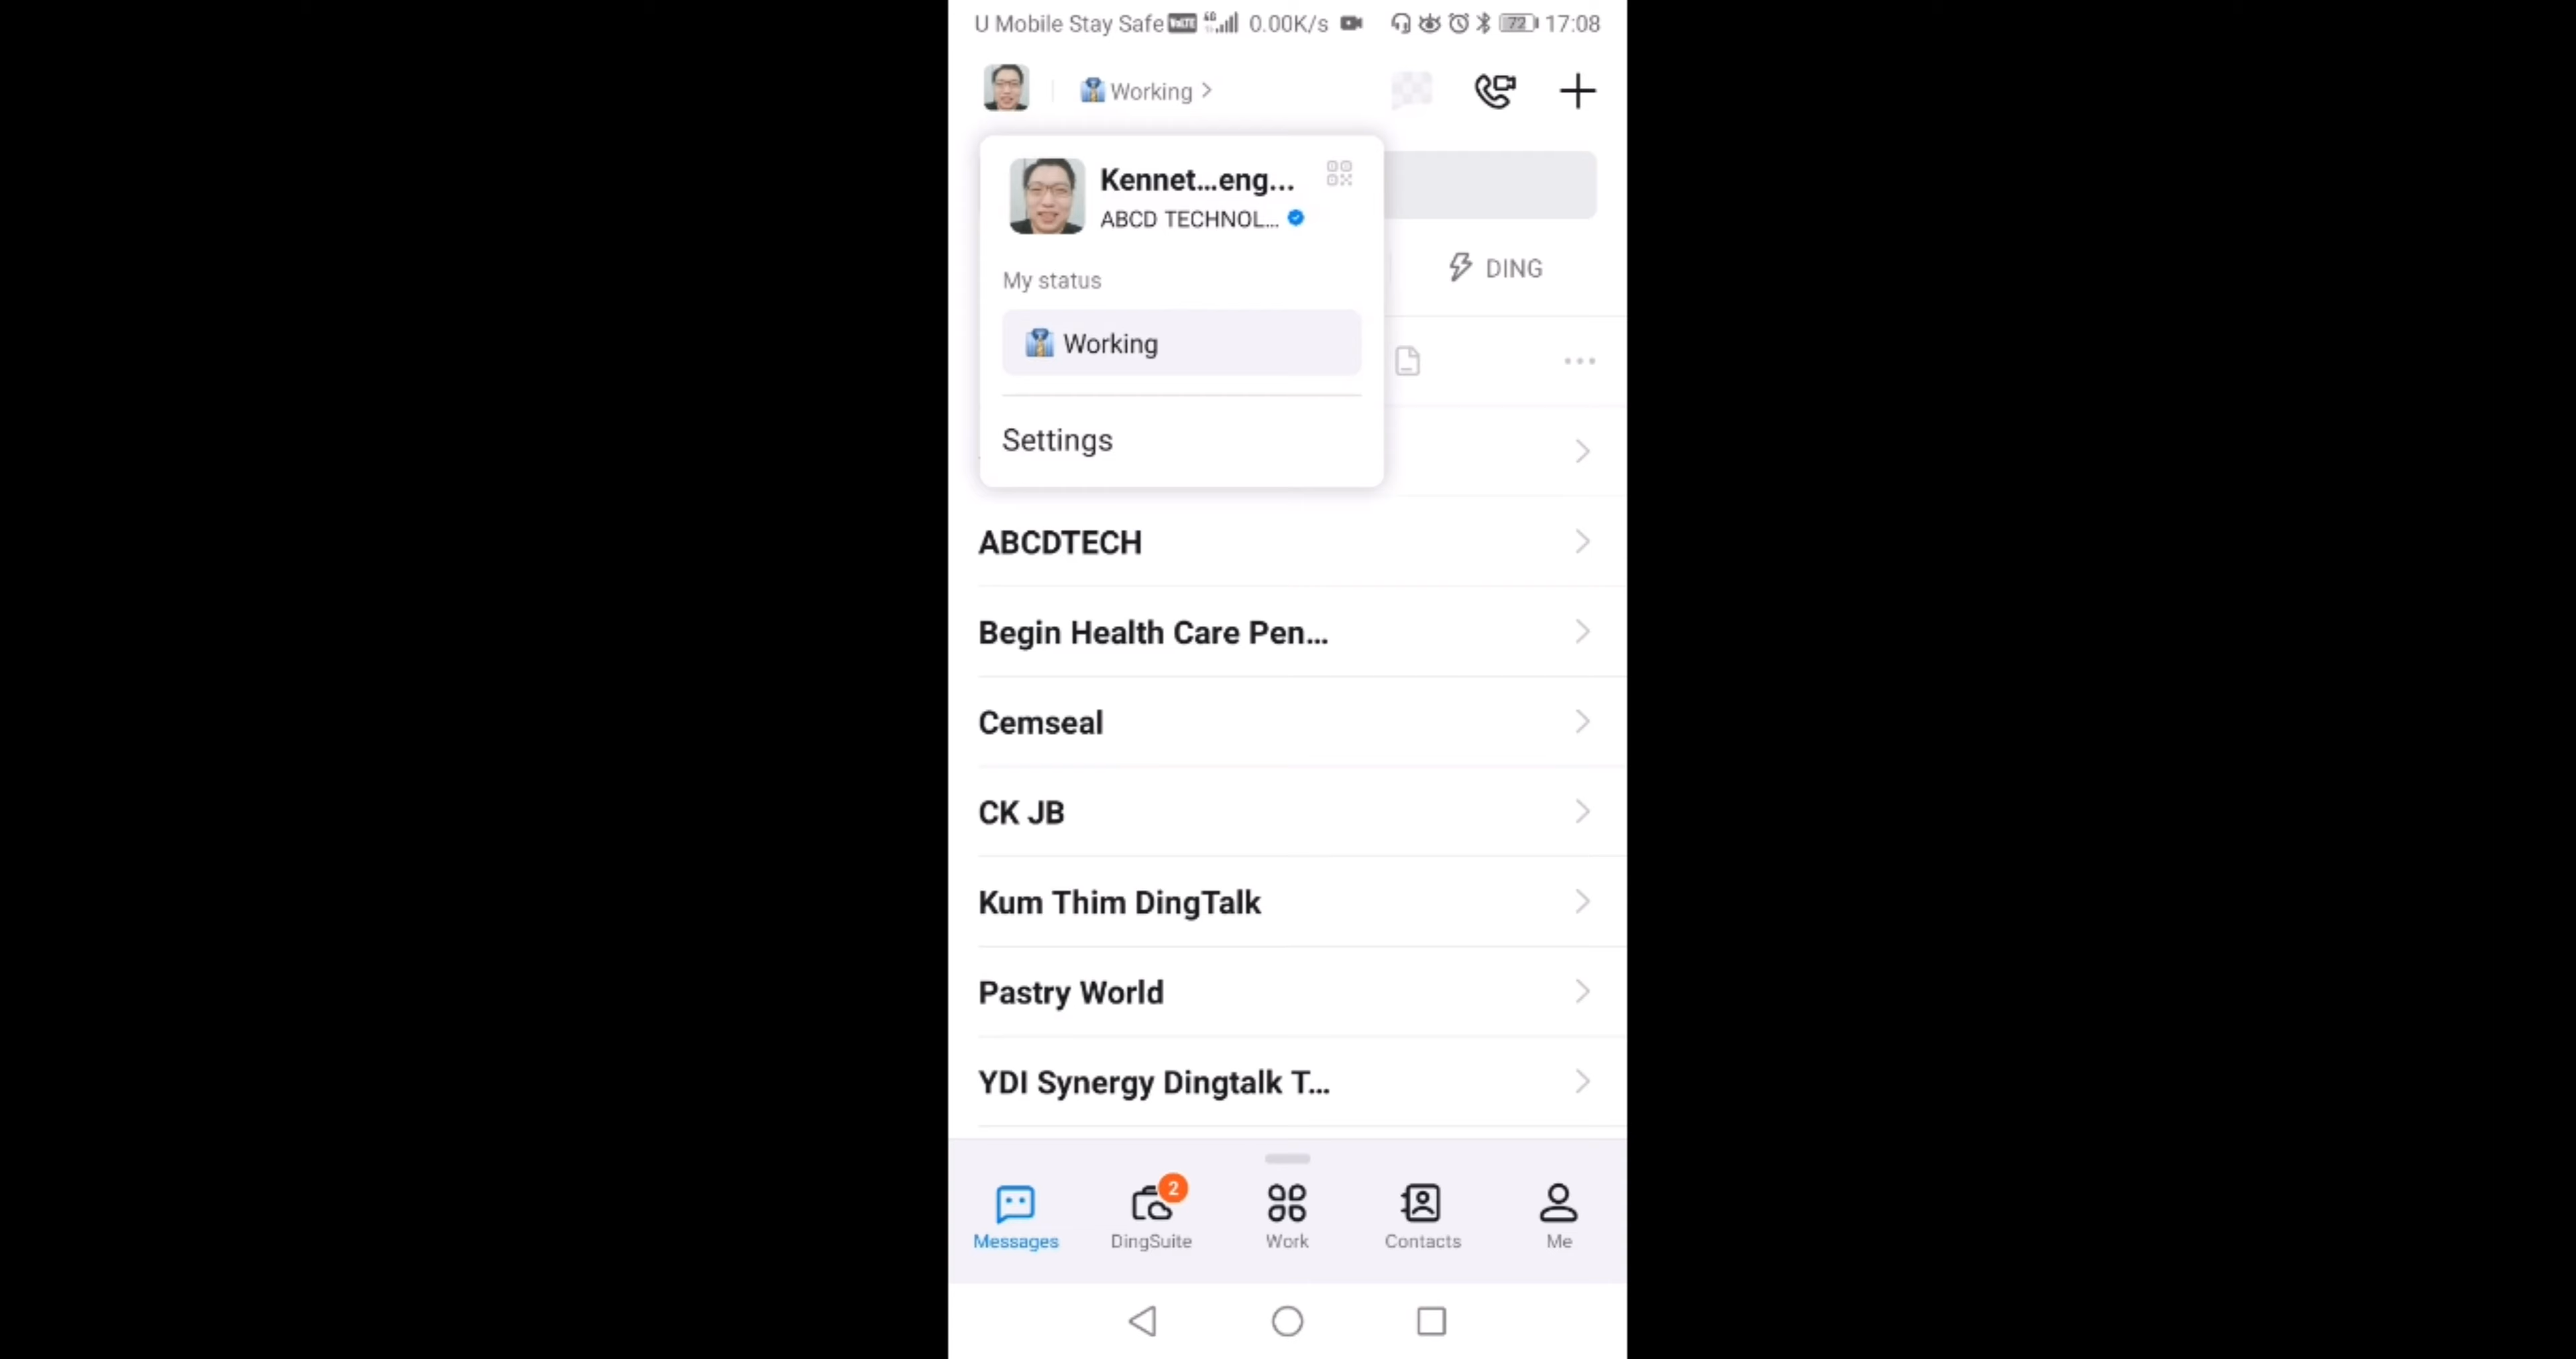 U Mobile Stay Safe VoLTE 0.00K/s 72 17:08
Working
Kennet...eng...
ABCD TECHNOL...
My status
Working
Settings
DING
ABCDTECH
Begin Health Care Pen...
Cemseal
CK JB
Kum Thim DingTalk
Pastry World
YDI Synergy Dingtalk T...
2
Messages DingSuite Work Contacts Me